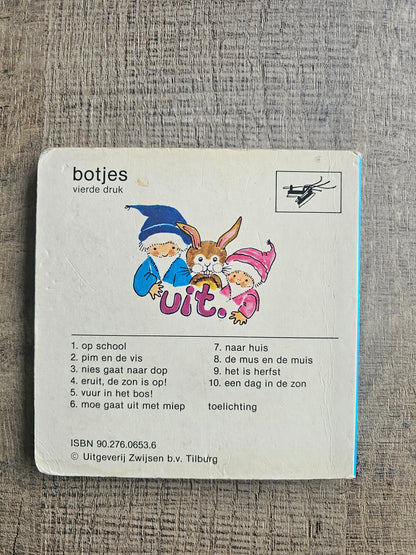 botjes
vierde druk
uit.
1. op school
2. pim en de vis
3. nies gaat naar dop
4. eruit, de zon is op!
5. vuur in het bos!
6. moe gaat uit met miep
7. naar huis
8. de mus en de muis
9. het is herfst
10. een dag in de zon
toelichting
ISBN 90.276.0653.6
© Uitgeverij Zwijsen b.v. Tilburg